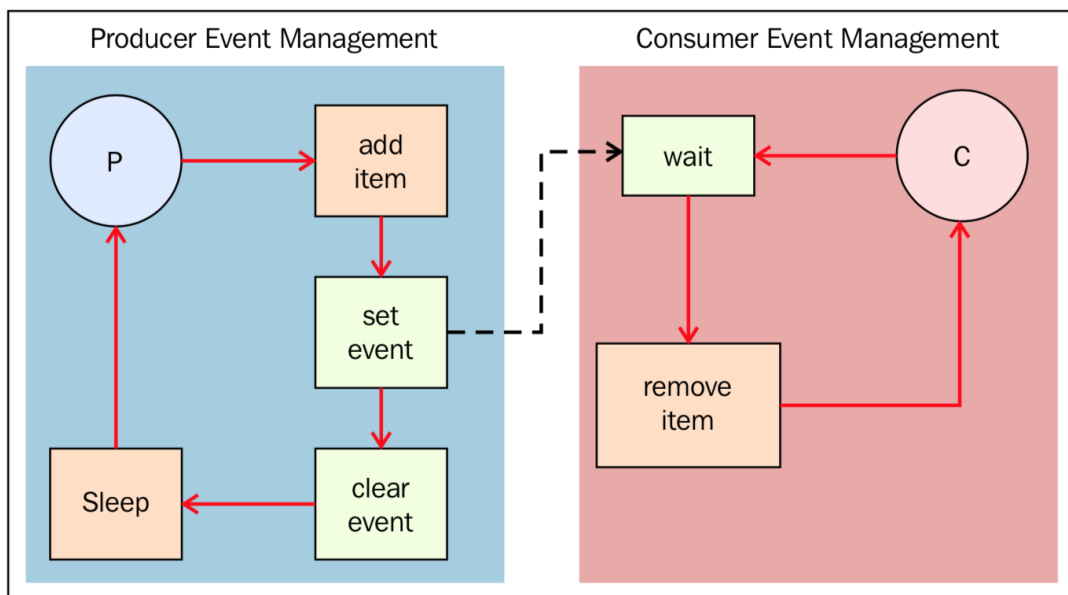 Producer Event Management
Consumer Event Management
P
add
item
set
event
clear
event
Sleep
wait
C
remove
item